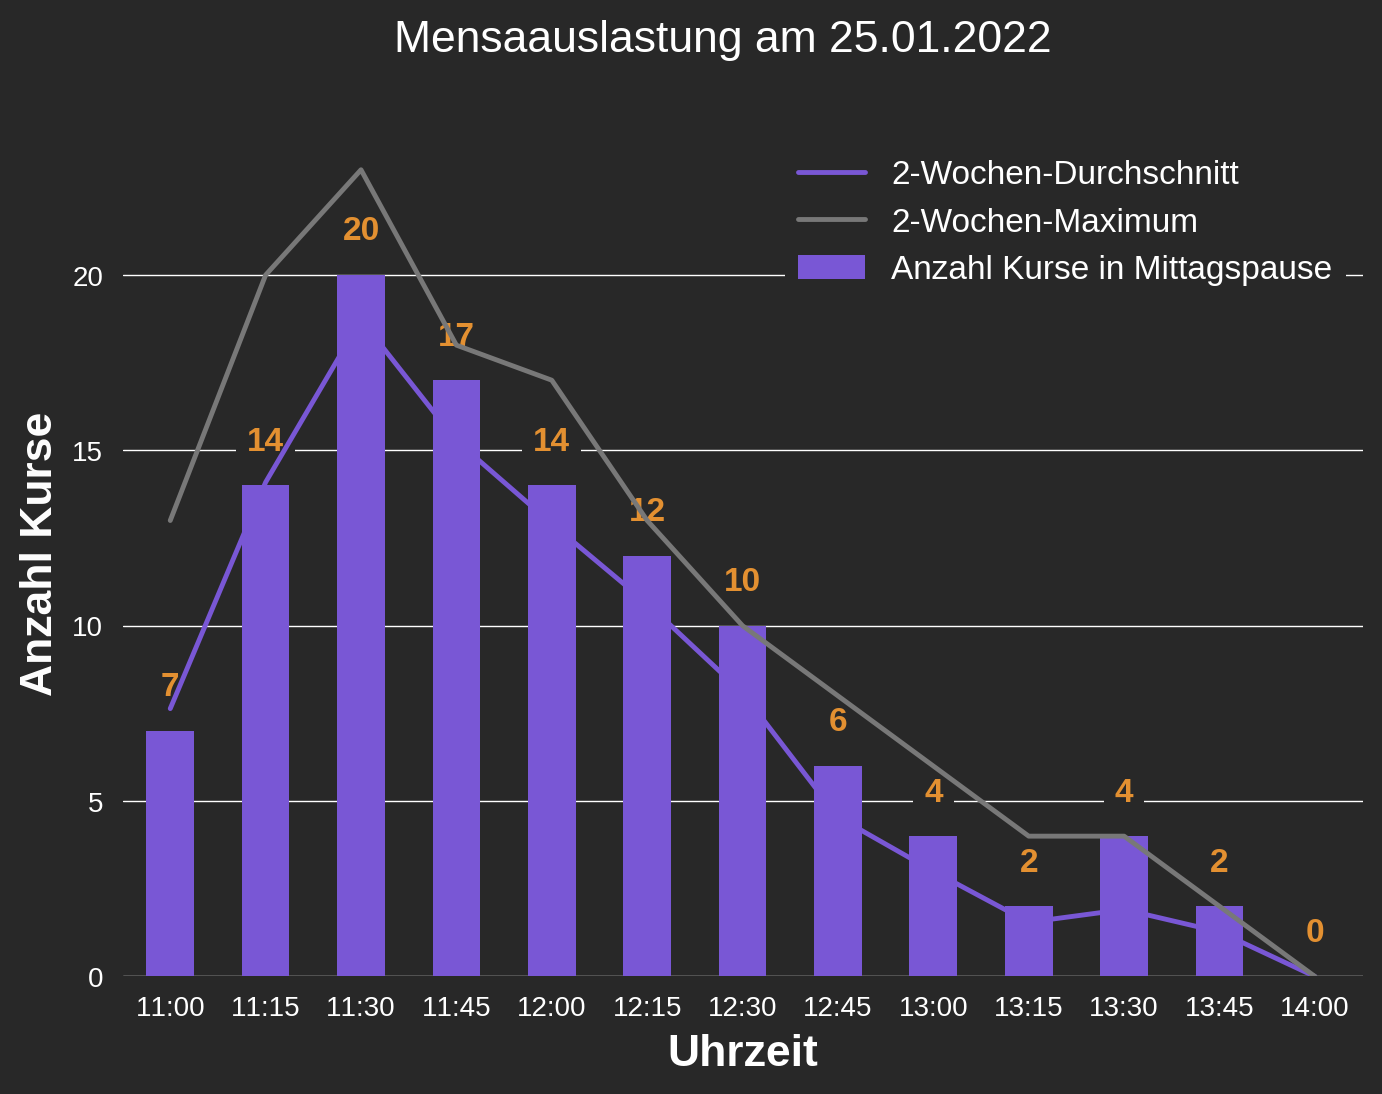 Mensaauslastung am 25.01.2022
2-Wochen-Durchschnitt
2-Wochen-Maximum
Anzahl Kurse in Mittagspause
Anzahl Kurse
20
15
10
5
0
7
14
20
17
14
12
10
6
4
2
4
2
0
11:00 11:15 11:30 11:45 12:00 12:15 12:30 12:45 13:00 13:15 13:30 13:45 14:00
Uhrzeit